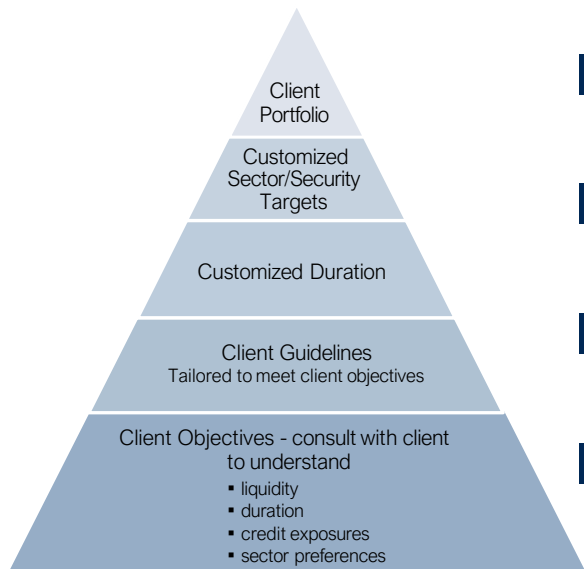 Client
Portfolio
Customized
Sector/Security
Targets
Customized Duration
Client Guidelines
Tailored to meet client objectives
Client Objectives - consult with client
to understand
▪ liquidity
▪ duration
▪ credit exposures
▪ sector preferences